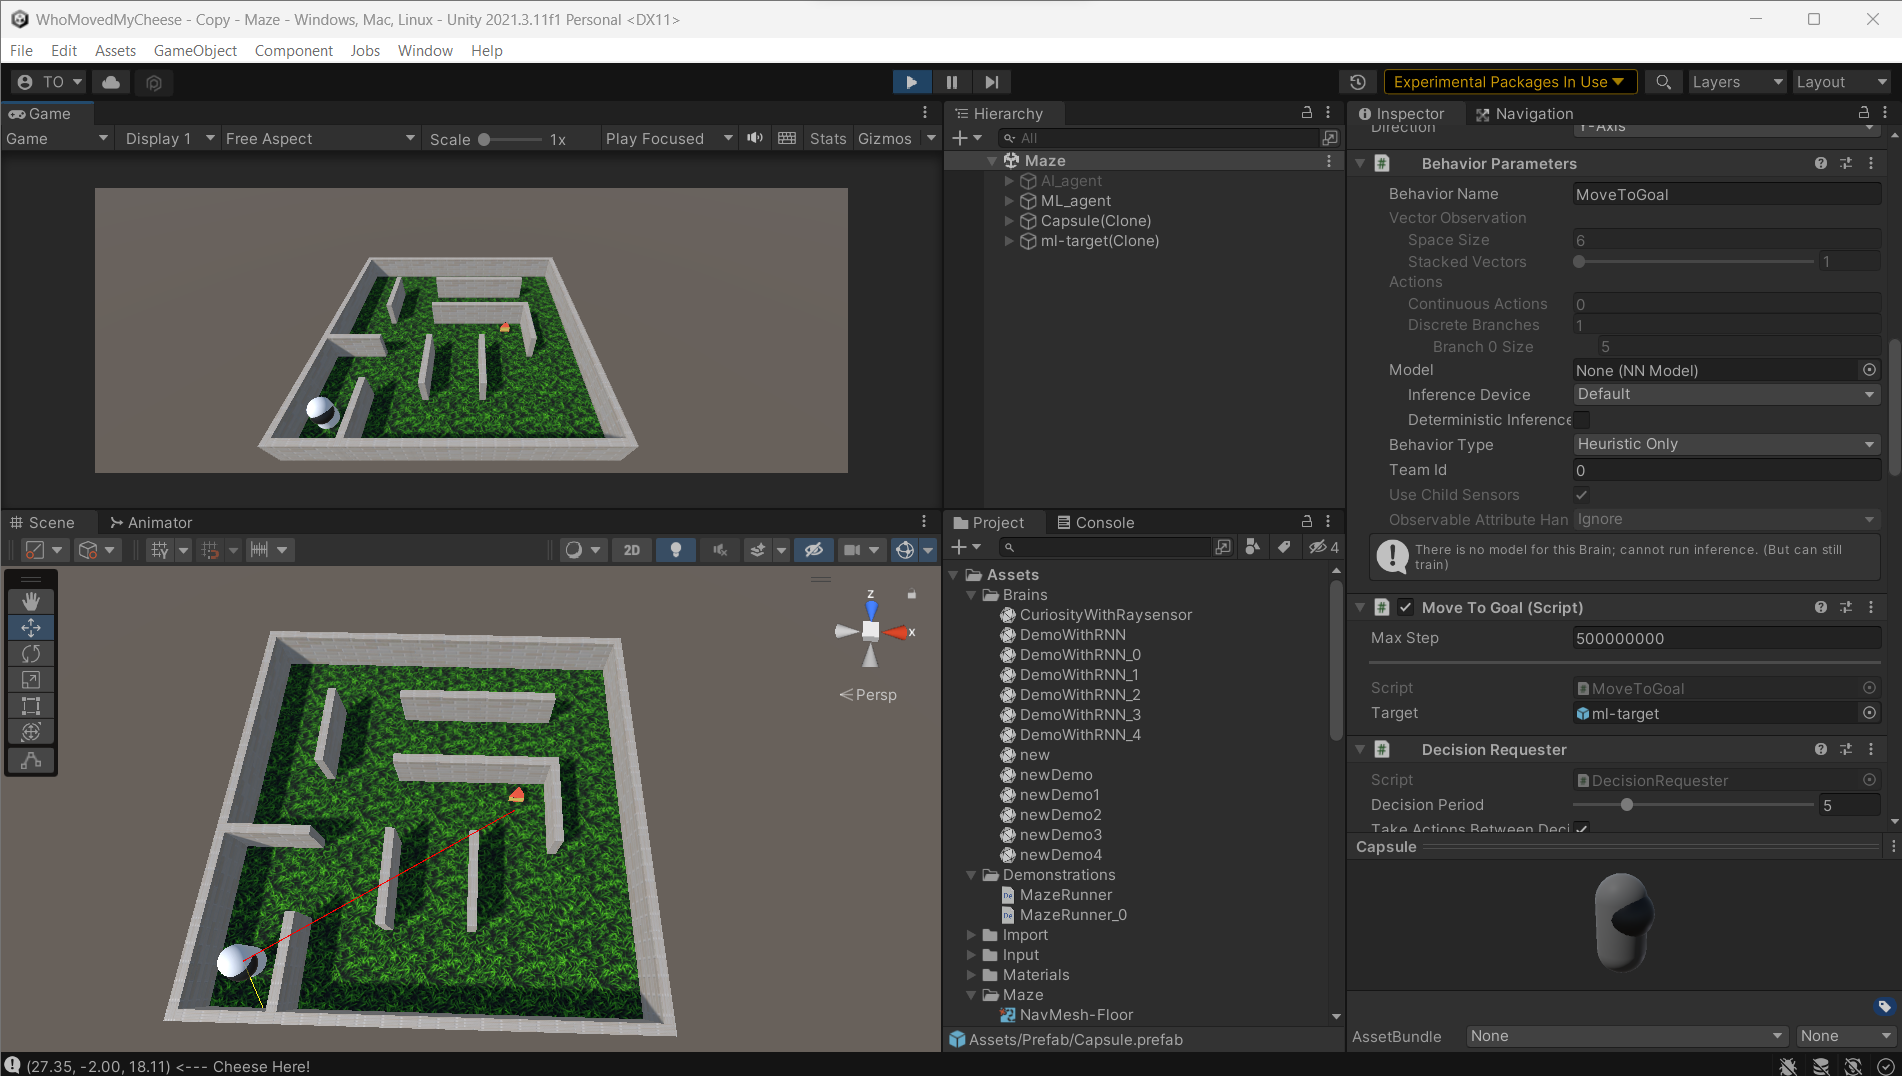 WhoMovedMyCheese - Copy - Maze - Windows, Mac, Linux - Unity 2021.3.11f1 Personal <DX11>
File Edit Assets GameObject Component Jobs Window Help
TO
Experimental Packages In Use
Layers
Layout
Game
Game
Display 1
Free Aspect
Scale
1x
Play Focused
Stats
Gizmos
Scene
Animator
2D
z
x
Persp
Hierarchy
All
Maze
AI_agent
ML_agent
Capsule(Clone)
ml-target(Clone)
Project
Console
4
Assets
Brains
CuriosityWithRaysensor
DemoWithRNN
DemoWithRNN_0
DemoWithRNN_1
DemoWithRNN_2
DemoWithRNN_3
DemoWithRNN_4
new
newDemo
newDemo1
newDemo2
newDemo3
newDemo4
Demonstrations
MazeRunner
MazeRunner_0
Import
Input
Materials
Maze
NavMesh-Floor
Assets/Prefab/Capsule.prefab
Inspector
Navigation
Direction
Y-Axis
Behavior Parameters
Behavior Name
MoveToGoal
Vector Observation
Space Size
6
Stacked Vectors
1
Actions
Continuous Actions
0
Discrete Branches
1
Branch 0 Size
5
Model
None (NN Model)
Inference Device
Default
Deterministic Inference
Behavior Type
Heuristic Only
Team Id
0
Use Child Sensors
Observable Attribute Han
Ignore
There is no model for this Brain; cannot run inference. (But can still
train)
Move To Goal (Script)
Max Step
500000000
Script
MoveToGoal
Target
ml-target
Decision Requester
Script
DecisionRequester
Decision Period
5
Take Actions Between Deci
Capsule
AssetBundle
None
None
(27.35, -2.00, 18.11) <--- Cheese Here!